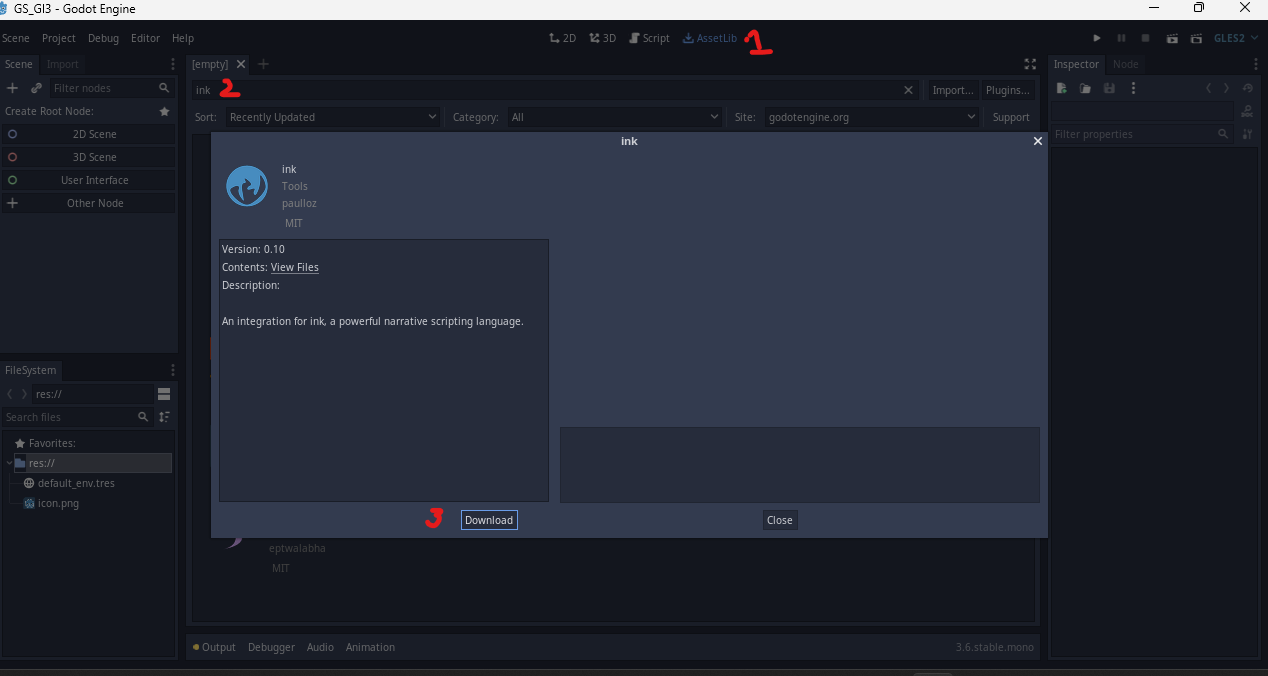 GS_GI3 - Godot Engine
Scene Project Debug Editor Help
2D 3D Script AssetLib 1
GLES2
Scene Import
Filter nodes
Create Root Node:
2D Scene
3D Scene
User Interface
Other Node
[empty]
ink 2
Import... Plugins...
Sort: Recently Updated Category: All Site: godotengine.org Support
ink
ink
Tools
paulloz
MIT
Version: 0.10
Contents: View Files
Description:
An integration for ink, a powerful narrative scripting language.
3 Download Close
eptwalabha
MIT
Inspector Node
Filter properties
FileSystem
res://
Search files
Favorites:
res://
default_env.tres
icon.png
Output Debugger Audio Animation 3.6.stable.mono